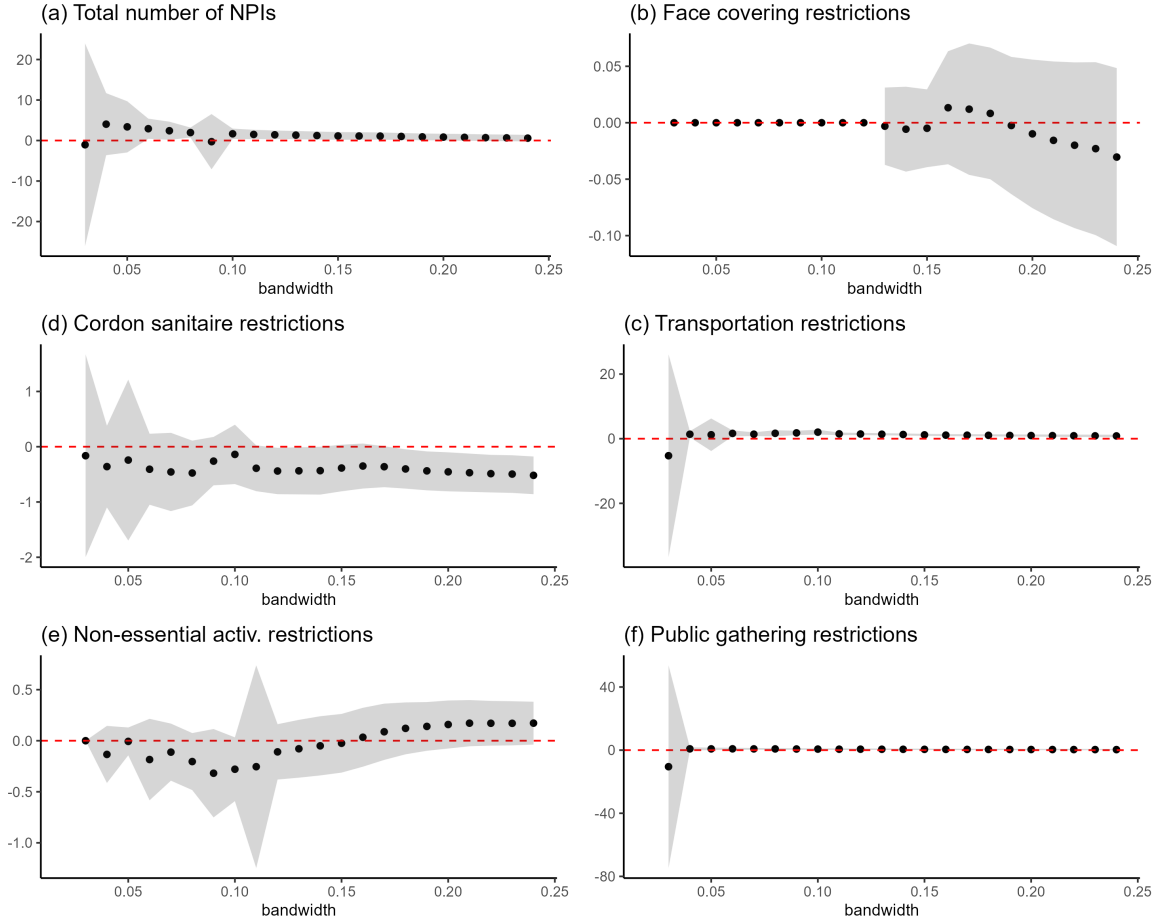 (a) Total number of NPIs
20
10
0
-10
-20
0.05 0.10 0.15 0.20 0.25
bandwidth
(b) Face covering restrictions
0.05
0.00
-0.05
-0.10
0.05 0.10 0.15 0.20 0.25
bandwidth
(d) Cordon sanitaire restrictions
1
0
-1
-2
0.05 0.10 0.15 0.20 0.25
bandwidth
(c) Transportation restrictions
20
0
-20
0.05 0.10 0.15 0.20 0.25
bandwidth
(e) Non-essential activ. restrictions
0.5
0.0
-0.5
-1.0
0.05 0.10 0.15 0.20 0.25
bandwidth
(f) Public gathering restrictions
40
0
-40
-80
0.05 0.10 0.15 0.20 0.25
bandwidth